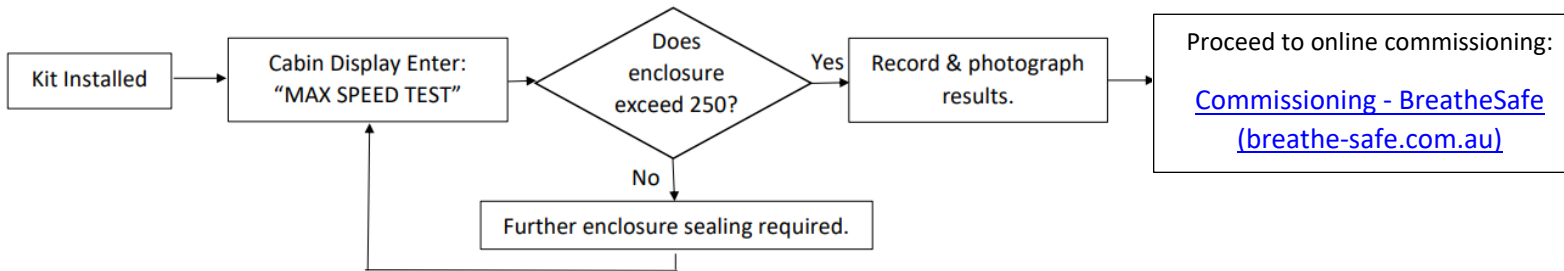 Kit Installed
Cabin Display Enter:
“MAX SPEED TEST”
Does
enclosure
exceed 250?
Yes
Record & photograph
results.
Proceed to online commissioning:
Commissioning - BreatheSafe
(breathe-safe.com.au)
No
Further enclosure sealing required.